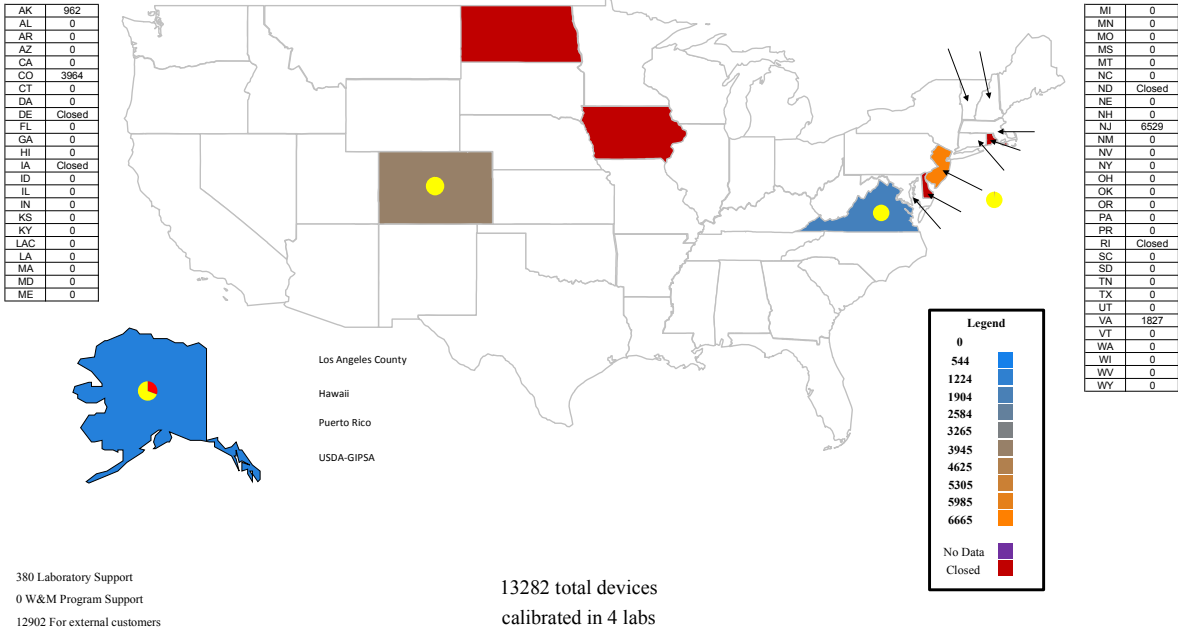 AK 962
AL 0
AR 0
AZ 0
CA 0
CO 3964
CT 0
DA 0
DE Closed
FL 0
GA 0
HI 0
IA Closed
ID 0
IL 0
IN 0
KS 0
KY 0
LAC 0
LA 0
MA 0
MD 0
ME 0
MI 0
MN 0
MO 0
MS 0
MT 0
NC 0
ND Closed
NE 0
NH 0
NJ 6529
NM 0
NV 0
NY 0
OH 0
OK 0
OR 0
PA 0
PR 0
RI Closed
SC 0
SD 0
TN 0
TX 0
UT 0
VA 1827
VT 0
WA 0
WI 0
WV 0
WY 0
Los Angeles County
Hawaii
Puerto Rico
USDA-GIPSA
Legend
0
544
1224
1904
2584
3265
3945
4625
5305
5985
6665
No Data
Closed
380 Laboratory Support
0 W&M Program Support
12902 For external customers
13282 total devices
calibrated in 4 labs